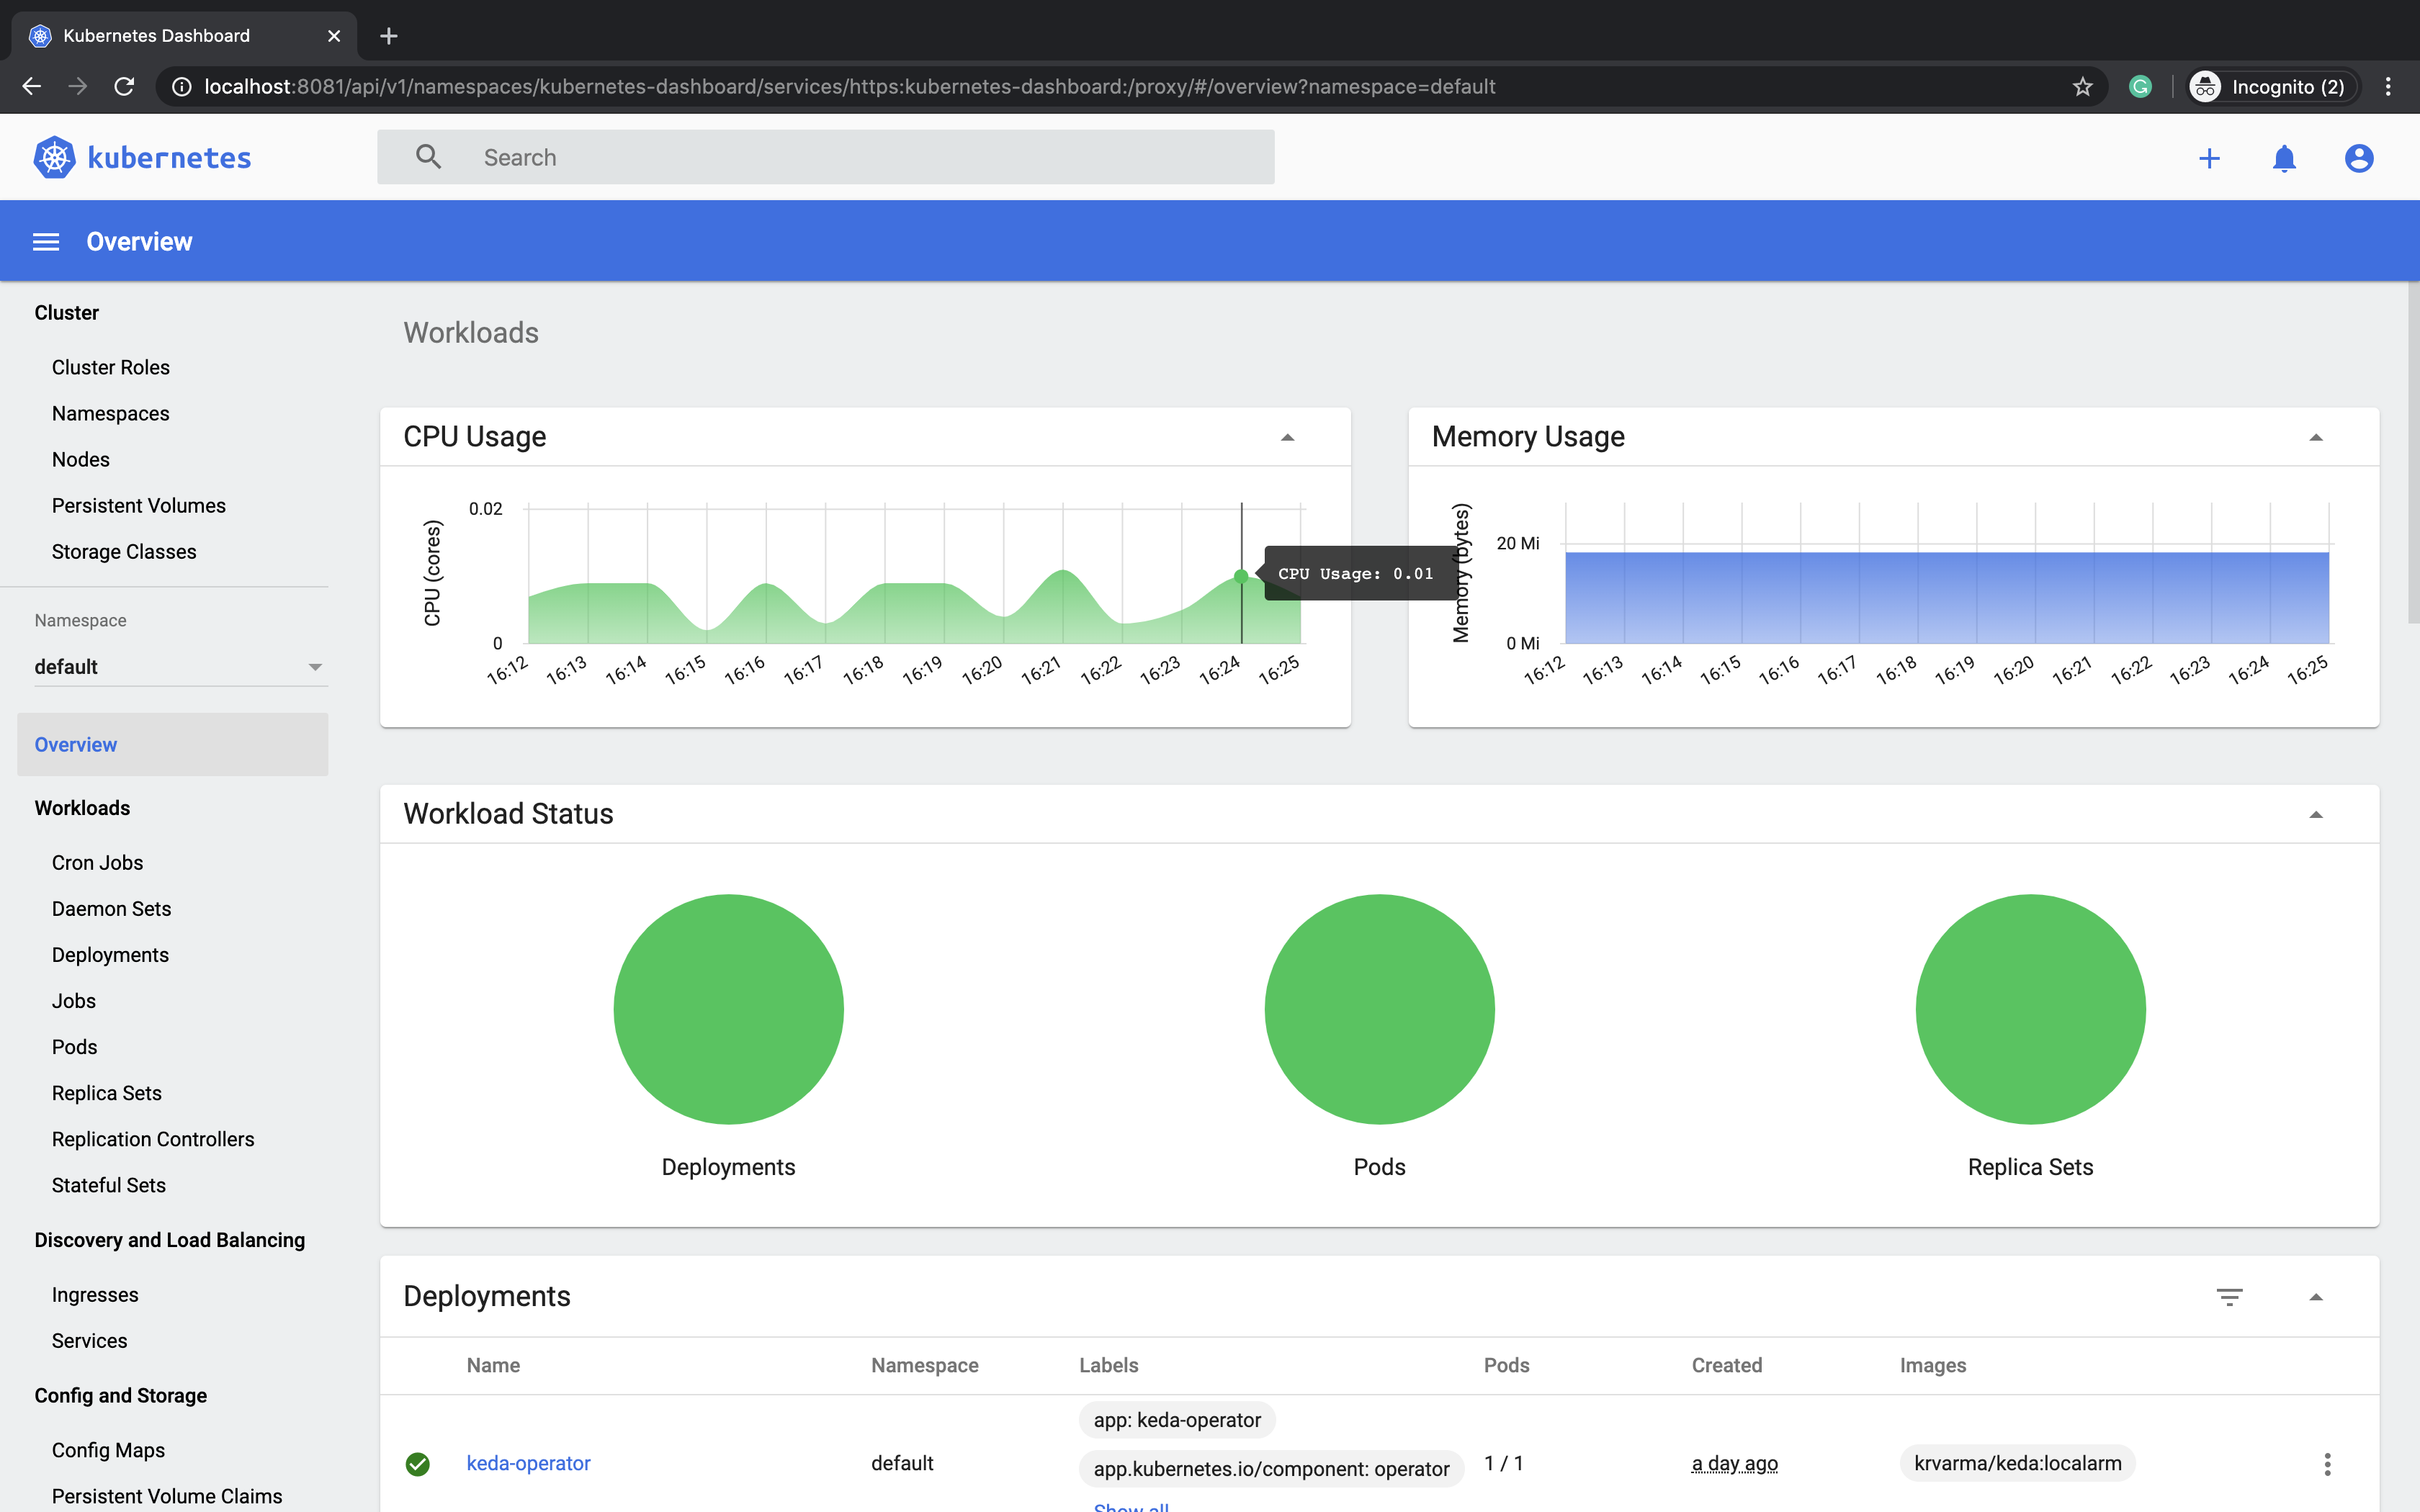 Kubernetes Dashboard
localhost:8081/api/v1/namespaces/kubernetes-dashboard/services/https:kubernetes-dashboard:/proxy/#/overview?namespace=default
Incognito (2)
kubernetes
Search
Overview
Cluster
Cluster Roles
Namespaces
Nodes
Persistent Volumes
Storage Classes
Namespace
default
Overview
Workloads
Cron Jobs
Daemon Sets
Deployments
Jobs
Pods
Replica Sets
Replication Controllers
Stateful Sets
Discovery and Load Balancing
Ingresses
Services
Config and Storage
Config Maps
Persistent Volume Claims
Workloads
CPU Usage
CPU (cores)
0.02
0
16:12 16:13 16:14 16:15 16:16 16:17 16:18 16:19 16:20 16:21 16:22 16:23 16:24 16:25
CPU Usage: 0.01
Memory Usage
Memory (bytes)
20 Mi
0 Mi
16:12 16:13 16:14 16:15 16:16 16:17 16:18 16:19 16:20 16:21 16:22 16:23 16:24 16:25
Workload Status
Deployments
Pods
Replica Sets
Deployments
Name Namespace Labels Pods Created Images
app: keda-operator
keda-operator default app.kubernetes.io/component: operator 1 / 1 a day ago krvarma/keda:localarm
Show all